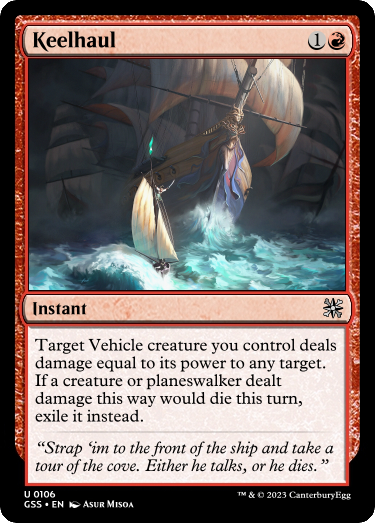 Keelhaul 1
Instant
Target Vehicle creature you control deals
damage equal to its power to any target.
If a creature or planeswalker dealt
damage this way would die this turn,
exile it instead.
“Strap ‘im to the front of the ship and take a
tour of the cove. Either he talks, or he dies.”
U 0106
GSS • EN Asur Misoa
™ & © 2023 CanterburyEgg